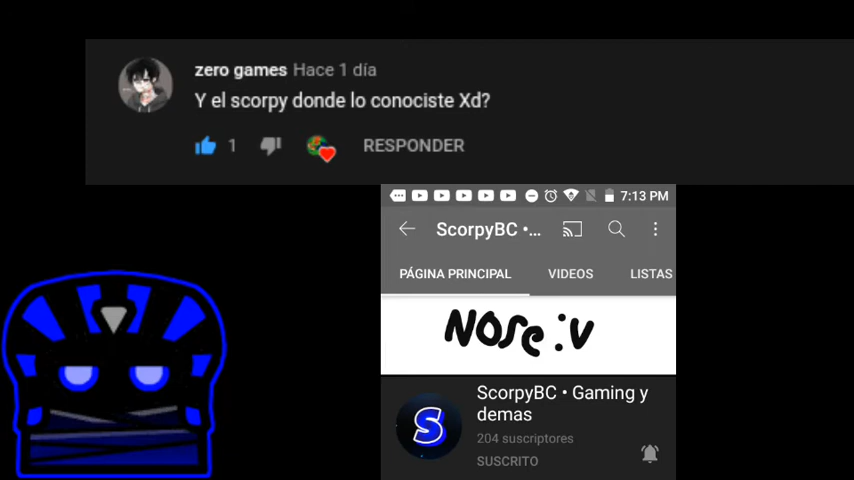 zero games Hace 1 día
Y el scorpy donde lo conociste Xd?
1 RESPONDER
7:13 PM
ScorpyBC •...
PÁGINA PRINCIPAL VIDEOS LISTAS
NOSe :v
S
ScorpyBC • Gaming y
demas
204 suscriptores
SUSCRITO